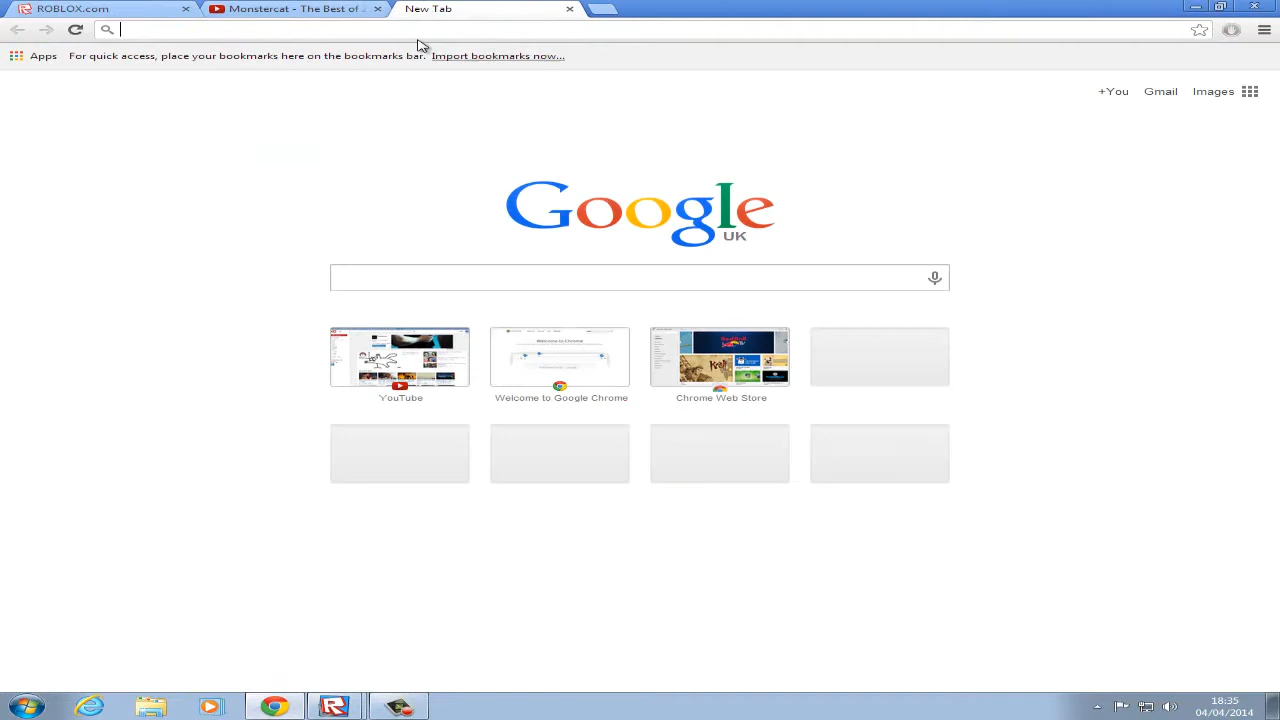 ROBLOX.com
Monstercat - The Best of
New Tab
Apps
For quick access, place your bookmarks here on the bookmarks bar.
Import bookmarks now...
+You
Gmail
Images
Google
UK
YouTube
Welcome to Google Chrome
Chrome Web Store
18:35
04/04/2014